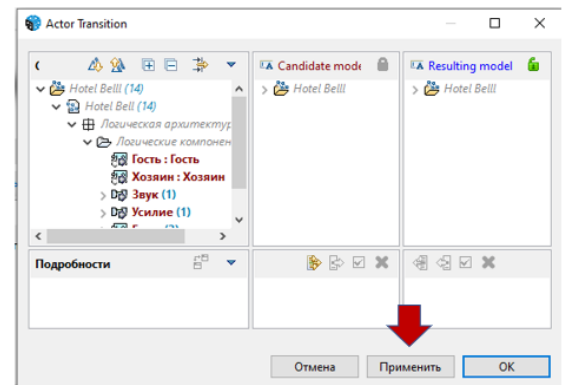 Actor Transition
Candidate mode
Resulting model
Hotel Belll (14)
Hotel Belll
Hotel Belll
Hotel Bell (14)
Логическая архитектур
Логические компонен
Гость : Гость
Хозяин : Хозяин
Звук (1)
Усилие (1)
Подробности
Отмена
Применить
OK